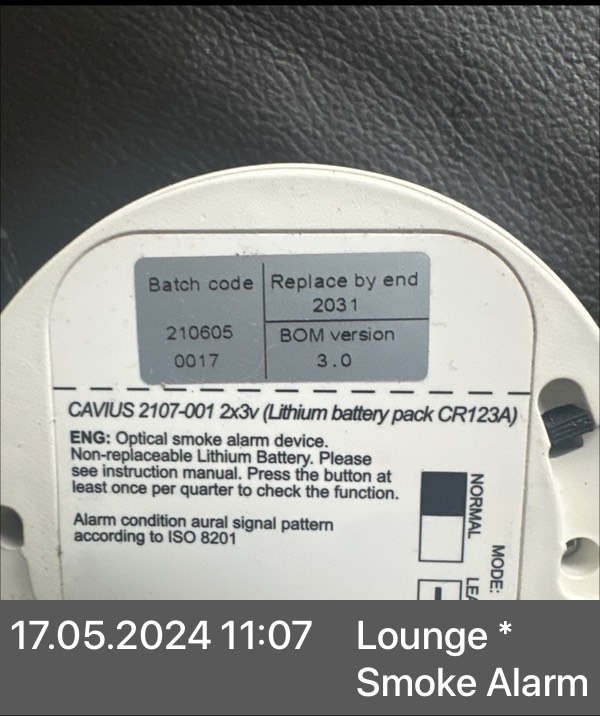 Batch code
210605
0017
Replace by end
2031
BOM version
3.0
CAVIUS 2107-001 2x3v (Lithium battery pack CR123A)
ENG: Optical smoke alarm device.
Non-replaceable Lithium Battery. Please
see instruction manual. Press the button at
least once per quarter to check the function.
Alarm condition aural signal pattern
according to ISO 8201
NORMAL
MODE:
17.05.2024 11:07
Lounge *
Smoke Alarm